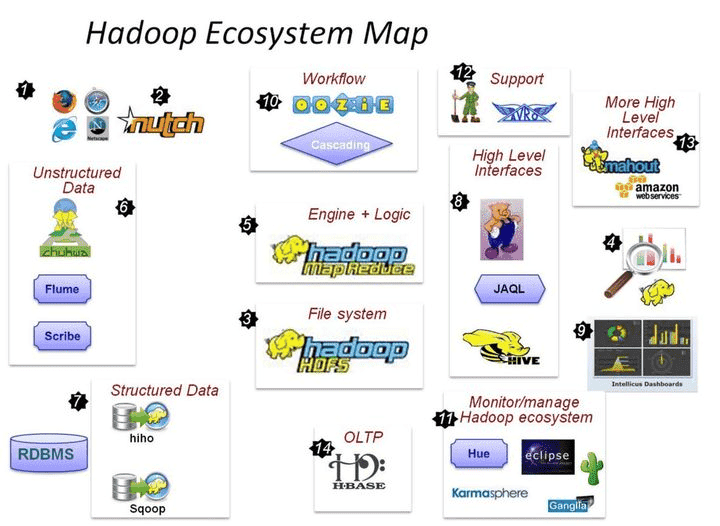 Hadoop Ecosystem Map
1
2
Netscape
nutch
Workflow
10
OOZiE
Cascading
12
Support
AVRO
More High
Level
Interfaces
13
mahout
amazon
webservices™
Unstructured
Data
6
chukwa
Flume
Scribe
5
Engine + Logic
hadoop
Map Reduce
High Level
Interfaces
8
JAQL
HIVE
4
3
File system
hadoop
HDFS
9
Intellicus Dashboards
7
Structured Data
hiho
RDBMS
Sqoop
14
OLTP
H:
HBASE
Monitor/manage
11 Hadoop ecosystem
Hue
eclipse
Karmasphere
Ganglia